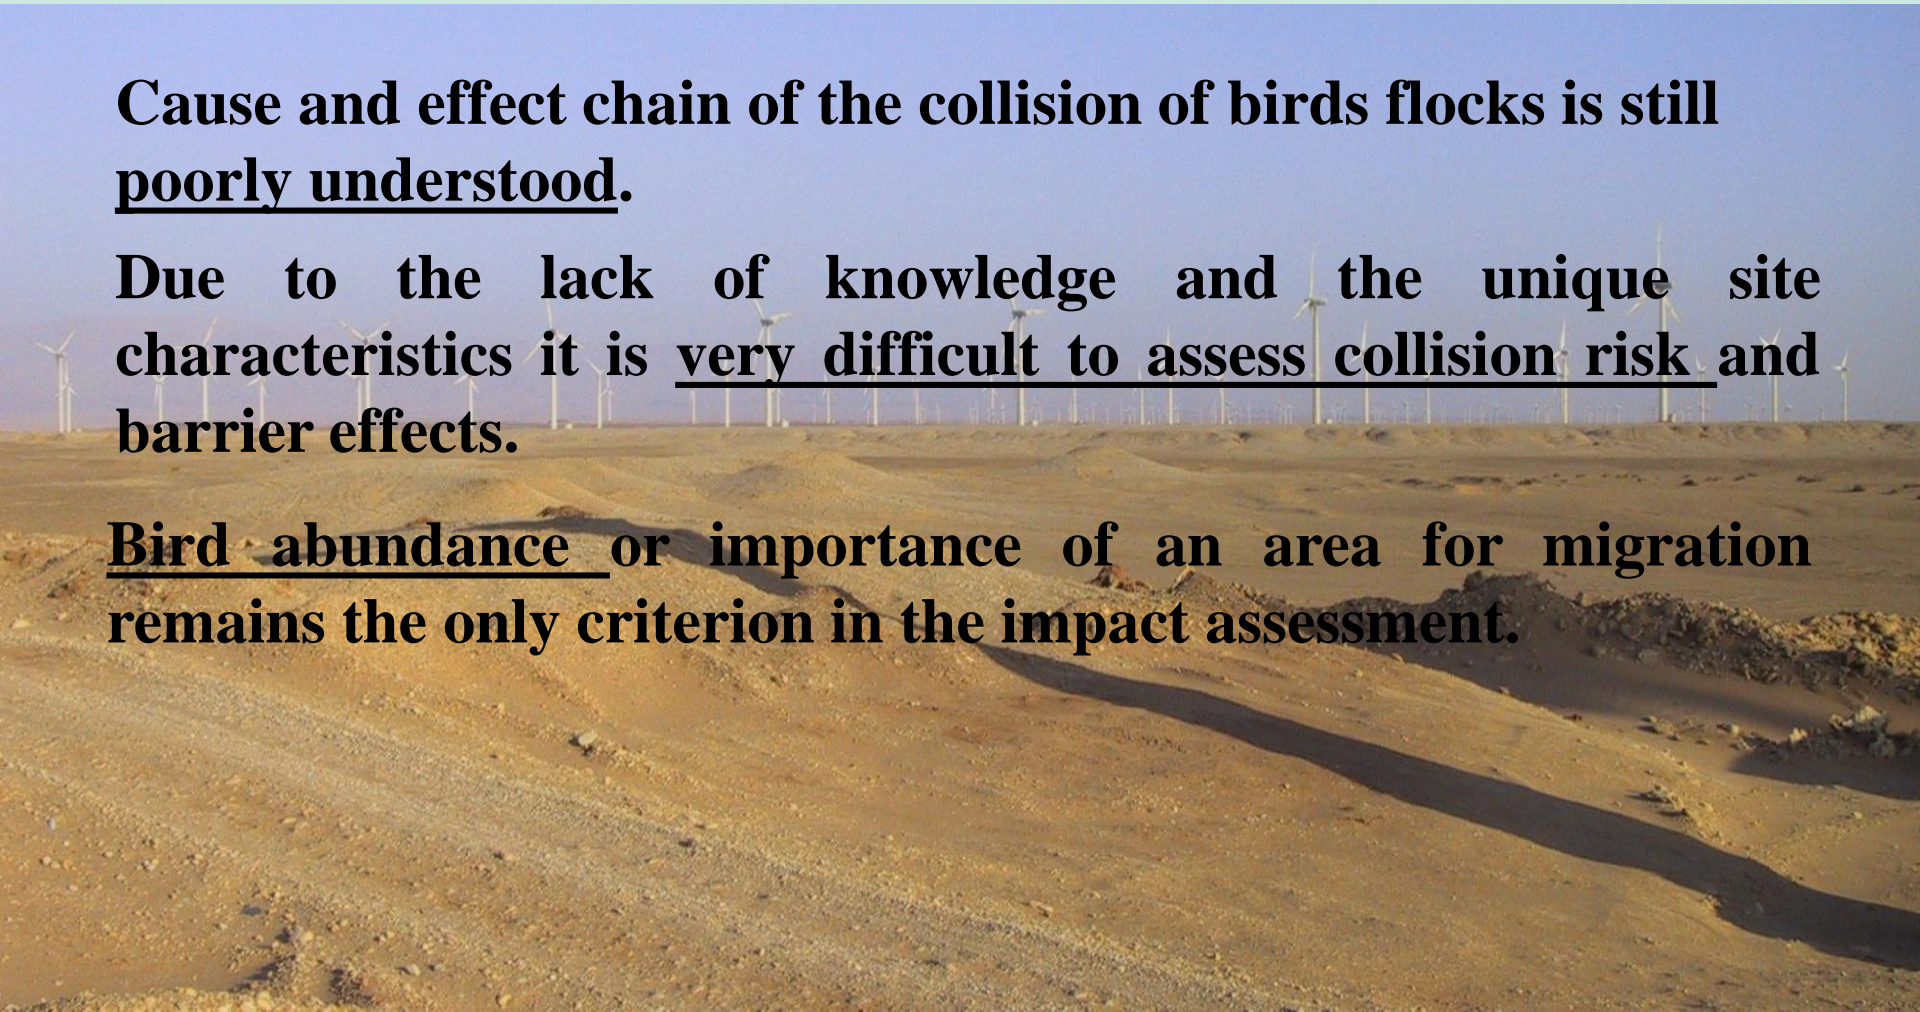 Cause and effect chain of the collision of birds flocks is still
poorly understood.
Due to the lack of knowledge and the unique site
characteristics it is very difficult to assess collision risk and
barrier effects.
Bird abundance or importance of an area for migration
remains the only criterion in the impact assessment.